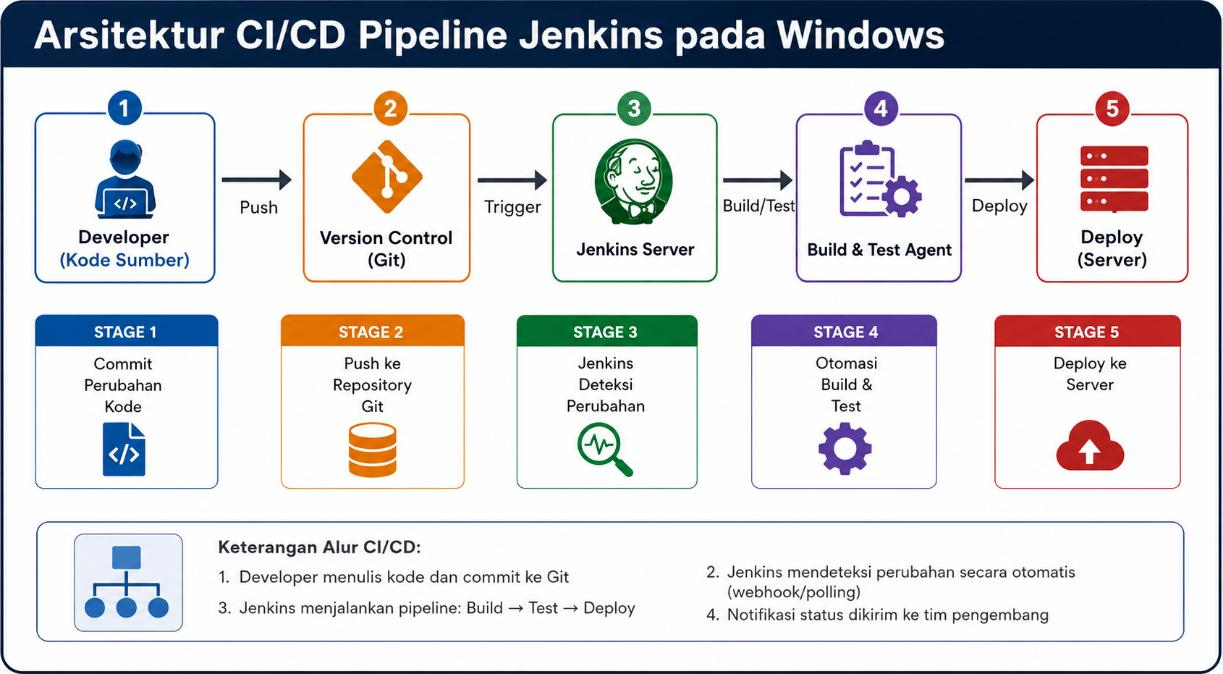 Arsitektur CI/CD Pipeline Jenkins pada Windows
1
2
3
4
5
</>
Developer
(Kode Sumber)
Push
Version Control
(Git)
Trigger
Jenkins Server
Build/Test
Build & Test Agent
Deploy
Deploy
(Server)
STAGE 1
Commit
Perubahan
Kode
</>
STAGE 2
Push ke
Repository
Git
STAGE 3
Jenkins
Deteksi
Perubahan
STAGE 4
Otomasi
Build &
Test
STAGE 5
Deploy ke
Server
Keterangan Alur CI/CD:
1. Developer menulis kode dan commit ke Git
2. Jenkins mendeteksi perubahan secara otomatis
(webhook/polling)
3. Jenkins menjalankan pipeline: Build → Test → Deploy
4. Notifikasi status dikirim ke tim pengembang